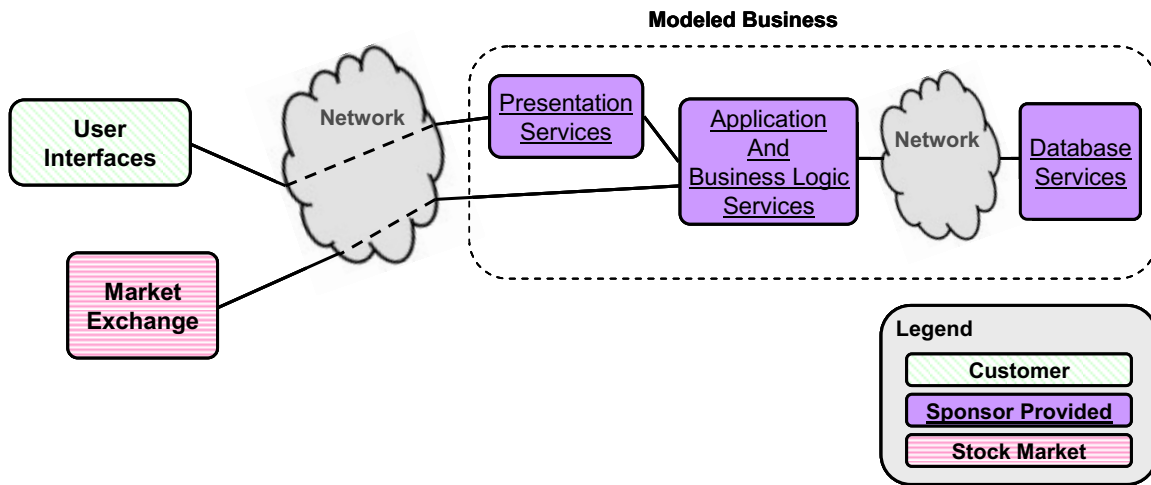 Modeled Business
User
Interfaces
Network
Presentation
Services
Application
And
Business Logic
Services
Network
Database
Services
Market
Exchange
Legend
Customer
Sponsor Provided
Stock Market